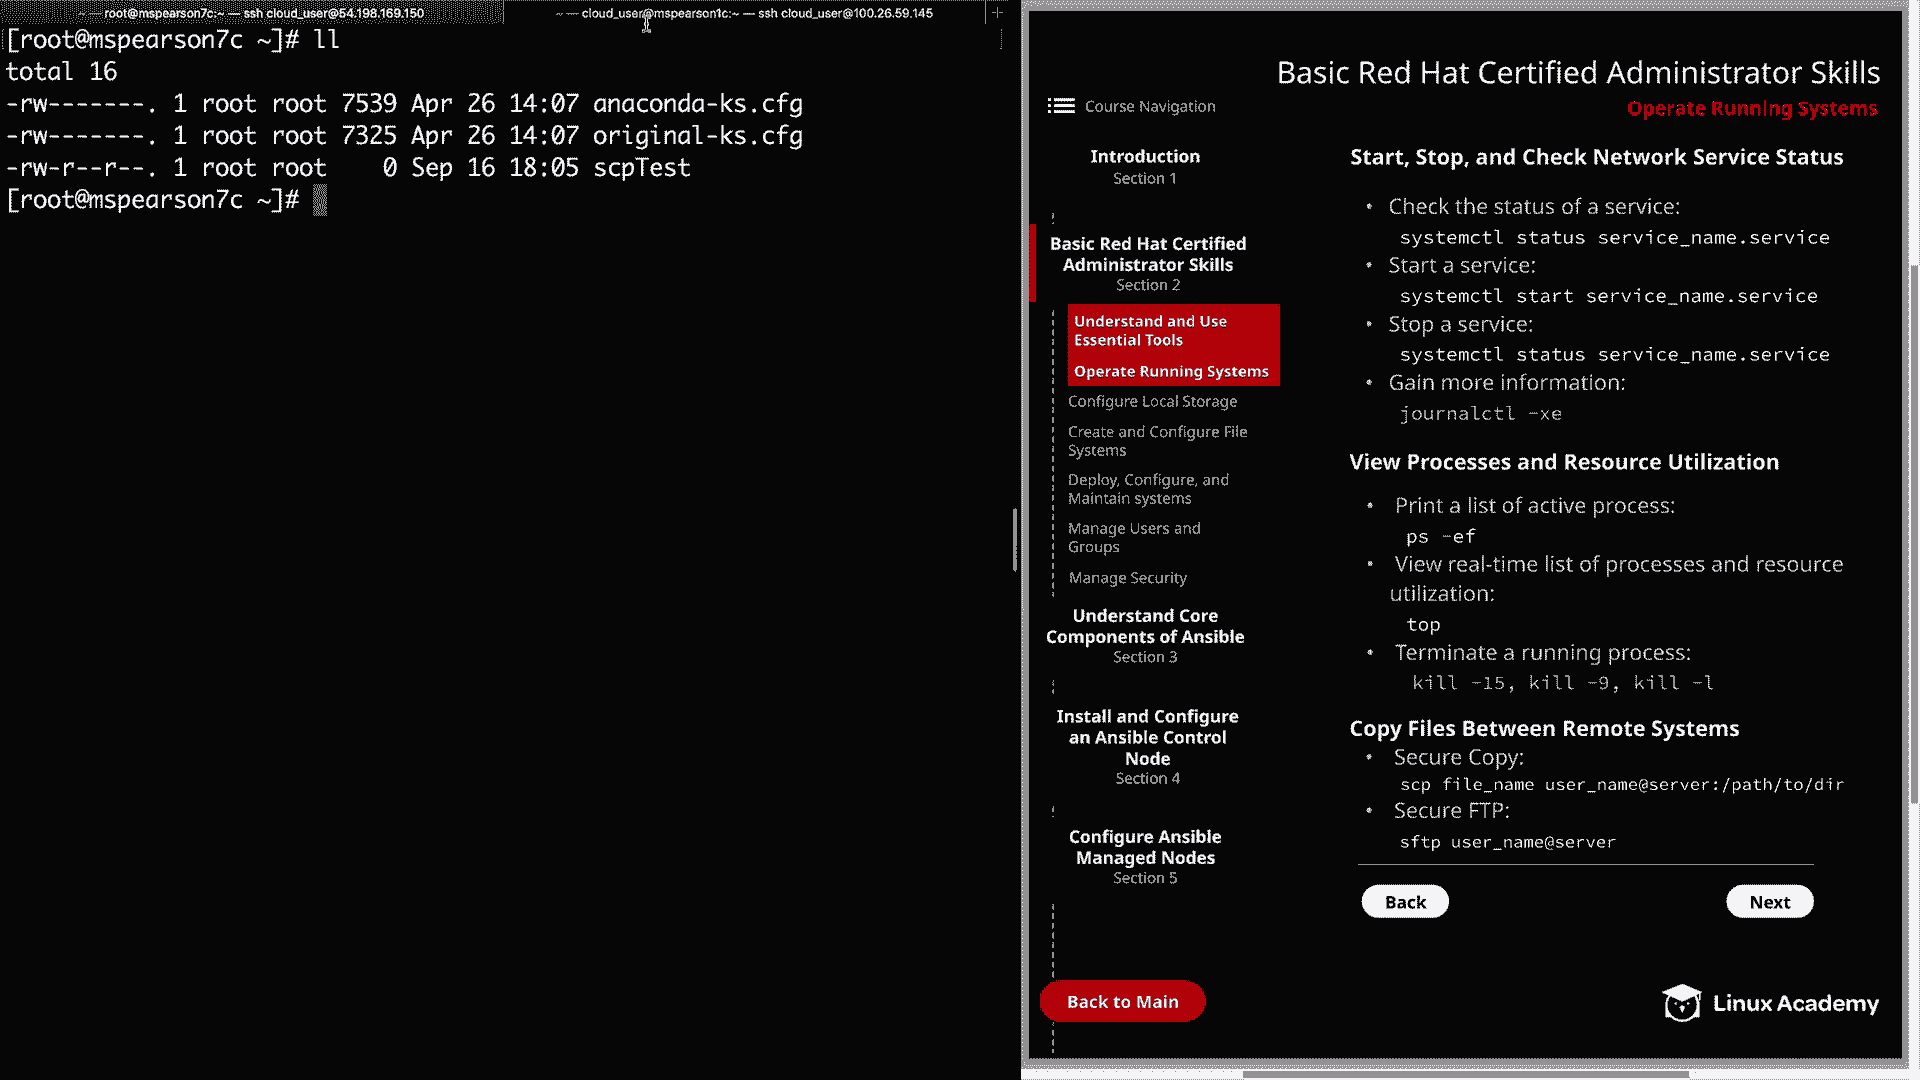 root@mspearson7c:~ — ssh cloud_user@54.198.169.150
~ — cloud_user@mspearson1c:~ — ssh cloud_user@100.26.59.145
[root@mspearson7c ~]# ll
total 16
-rw-------. 1 root root 7539 Apr 26 14:07 anaconda-ks.cfg
-rw-------. 1 root root 7325 Apr 26 14:07 original-ks.cfg
-rw-r--r--. 1 root root    0 Sep 16 18:05 scpTest
[root@mspearson7c ~]#
Basic Red Hat Certified Administrator Skills
Operate Running Systems
Course Navigation
Introduction
Section 1
Basic Red Hat Certified
Administrator Skills
Section 2
Understand and Use
Essential Tools
Operate Running Systems
Configure Local Storage
Create and Configure File
Systems
Deploy, Configure, and
Maintain systems
Manage Users and
Groups
Manage Security
Understand Core
Components of Ansible
Section 3
Install and Configure
an Ansible Control
Node
Section 4
Configure Ansible
Managed Nodes
Section 5
Back to Main
Start, Stop, and Check Network Service Status
• Check the status of a service:
systemctl status service_name.service
• Start a service:
systemctl start service_name.service
• Stop a service:
systemctl status service_name.service
• Gain more information:
journalctl -xe
View Processes and Resource Utilization
• Print a list of active process:
ps -ef
• View real-time list of processes and resource
utilization:
top
• Terminate a running process:
kill -15, kill -9, kill -l
Copy Files Between Remote Systems
• Secure Copy:
scp file_name user_name@server:/path/to/dir
• Secure FTP:
sftp user_name@server
Back
Next
Linux Academy